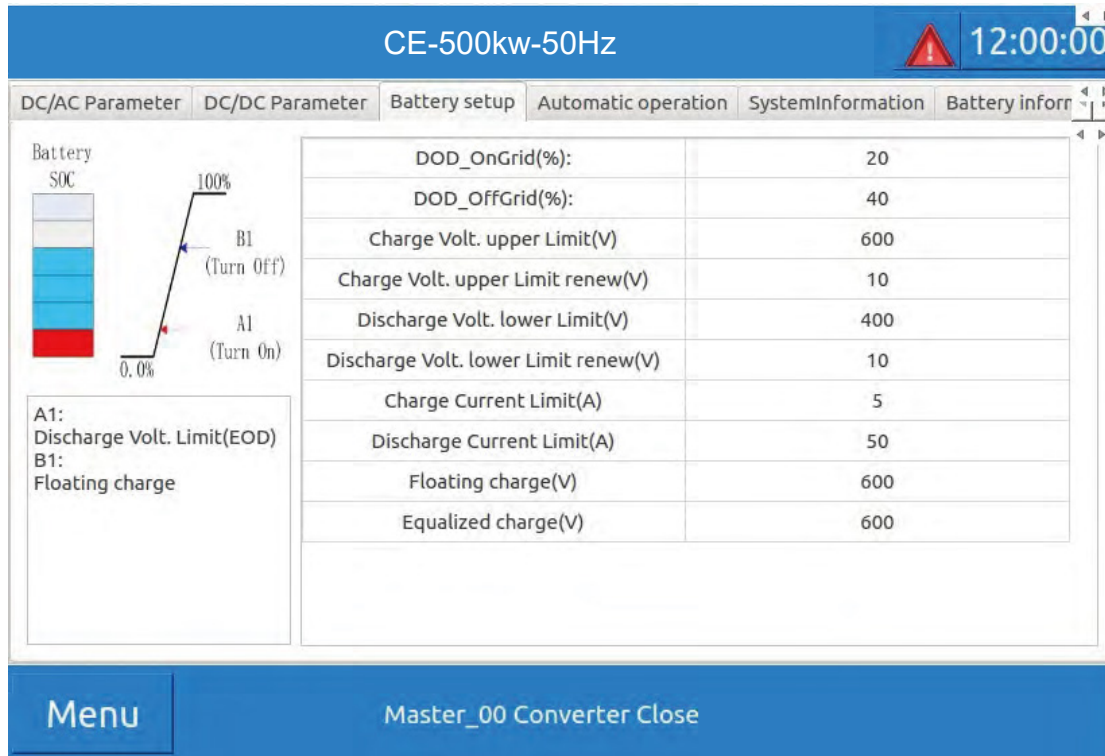 CE-500kw-50Hz
12:00:00
DC/AC Parameter DC/DC Parameter Battery setup Automatic operation SystemInformation Battery inform
Battery
SOC
100%
B1
(Turn Off)
A1
(Turn On)
0.0%
A1:
Discharge Volt. Limit(EOD)
B1:
Floating charge
DOD_OnGrid(%): 20
DOD_OffGrid(%): 40
Charge Volt. upper Limit(V) 600
Charge Volt. upper Limit renew(V) 10
Discharge Volt. lower Limit(V) 400
Discharge Volt. lower Limit renew(V) 10
Charge Current Limit(A) 5
Discharge Current Limit(A) 50
Floating charge(V) 600
Equalized charge(V) 600
Menu
Master_00 Converter Close